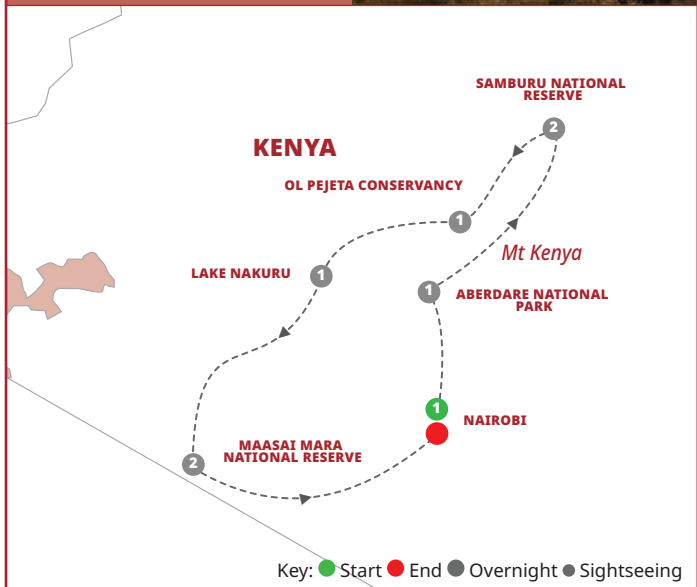 SAMBURU NATIONAL
RESERVE
2
KENYA
OL PEJETA CONSERVANCY
1
Mt Kenya
LAKE NAKURU
1
1
ABERDARE NATIONAL
PARK
1
NAIROBI
MAASAI MARA
NATIONAL RESERVE
2
Key: Start End Overnight Sightseeing